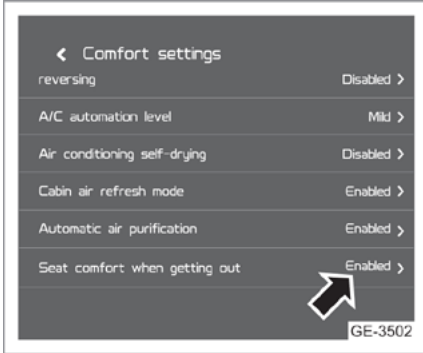 Comfort settings
reversing Disabled >
A/C automation level Mild >
Air conditioning self-drying Disabled >
Cabin air refresh mode Enabled >
Automatic air purification Enabled >
Seat comfort when getting out Enabled >
GE-3502